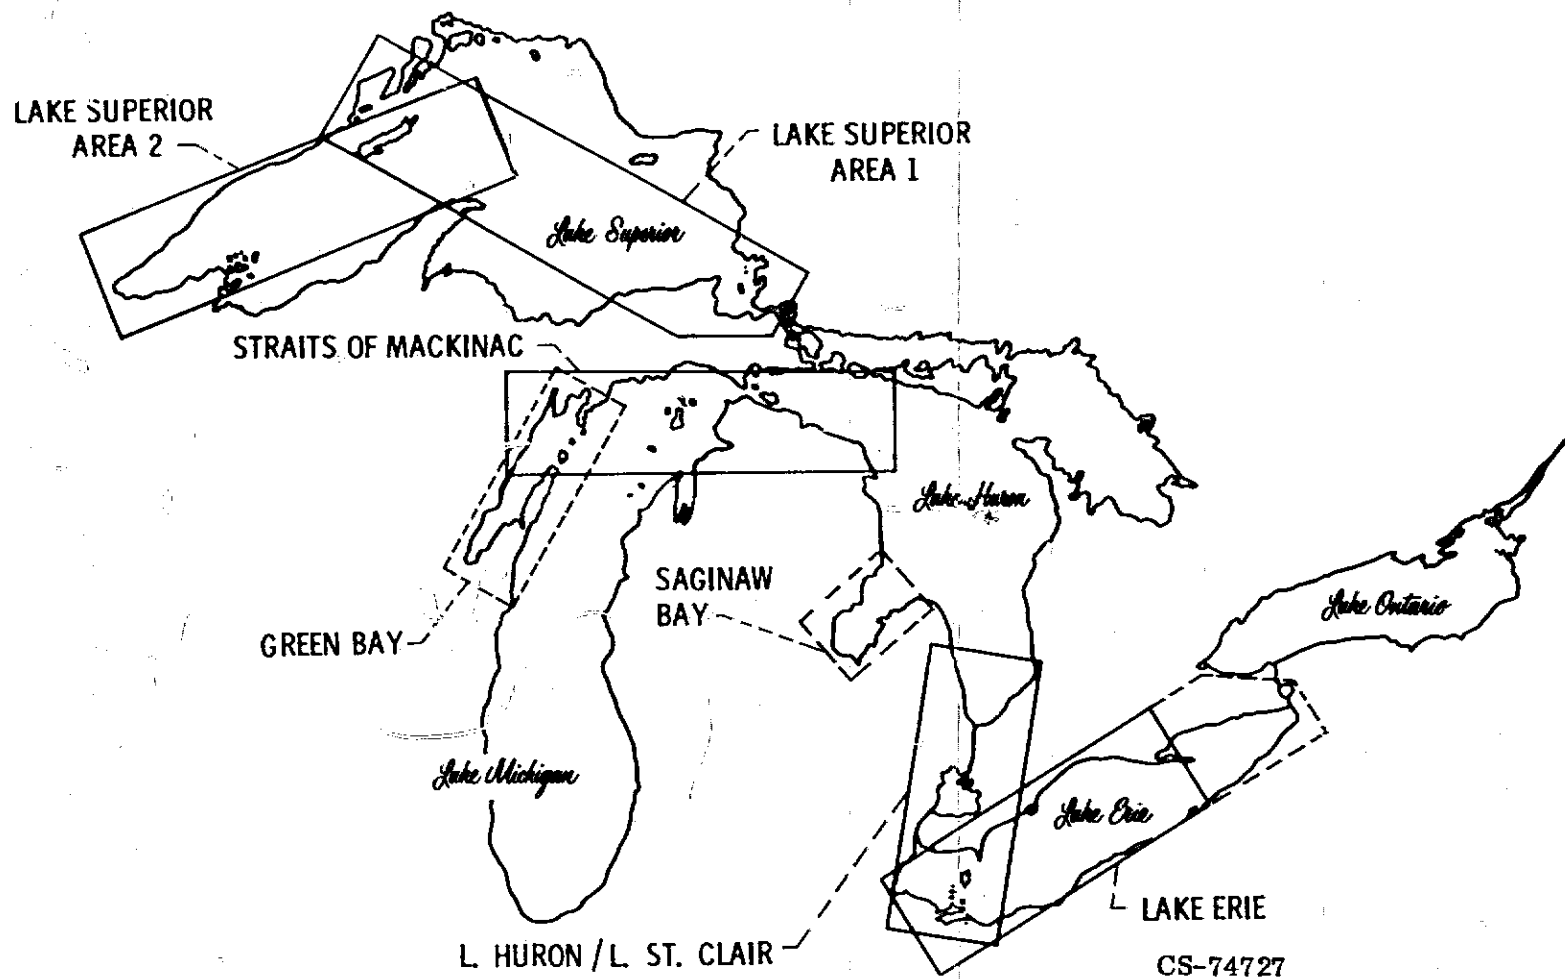 LAKE SUPERIOR
AREA 2
LAKE SUPERIOR
AREA 1
Lake Superior
STRAITS OF MACKINAC
Lake Huron
SAGINAW
BAY
GREEN BAY
Lake Ontario
Lake Michigan
Lake Erie
LAKE ERIE
L. HURON / L. ST. CLAIR
CS-74727